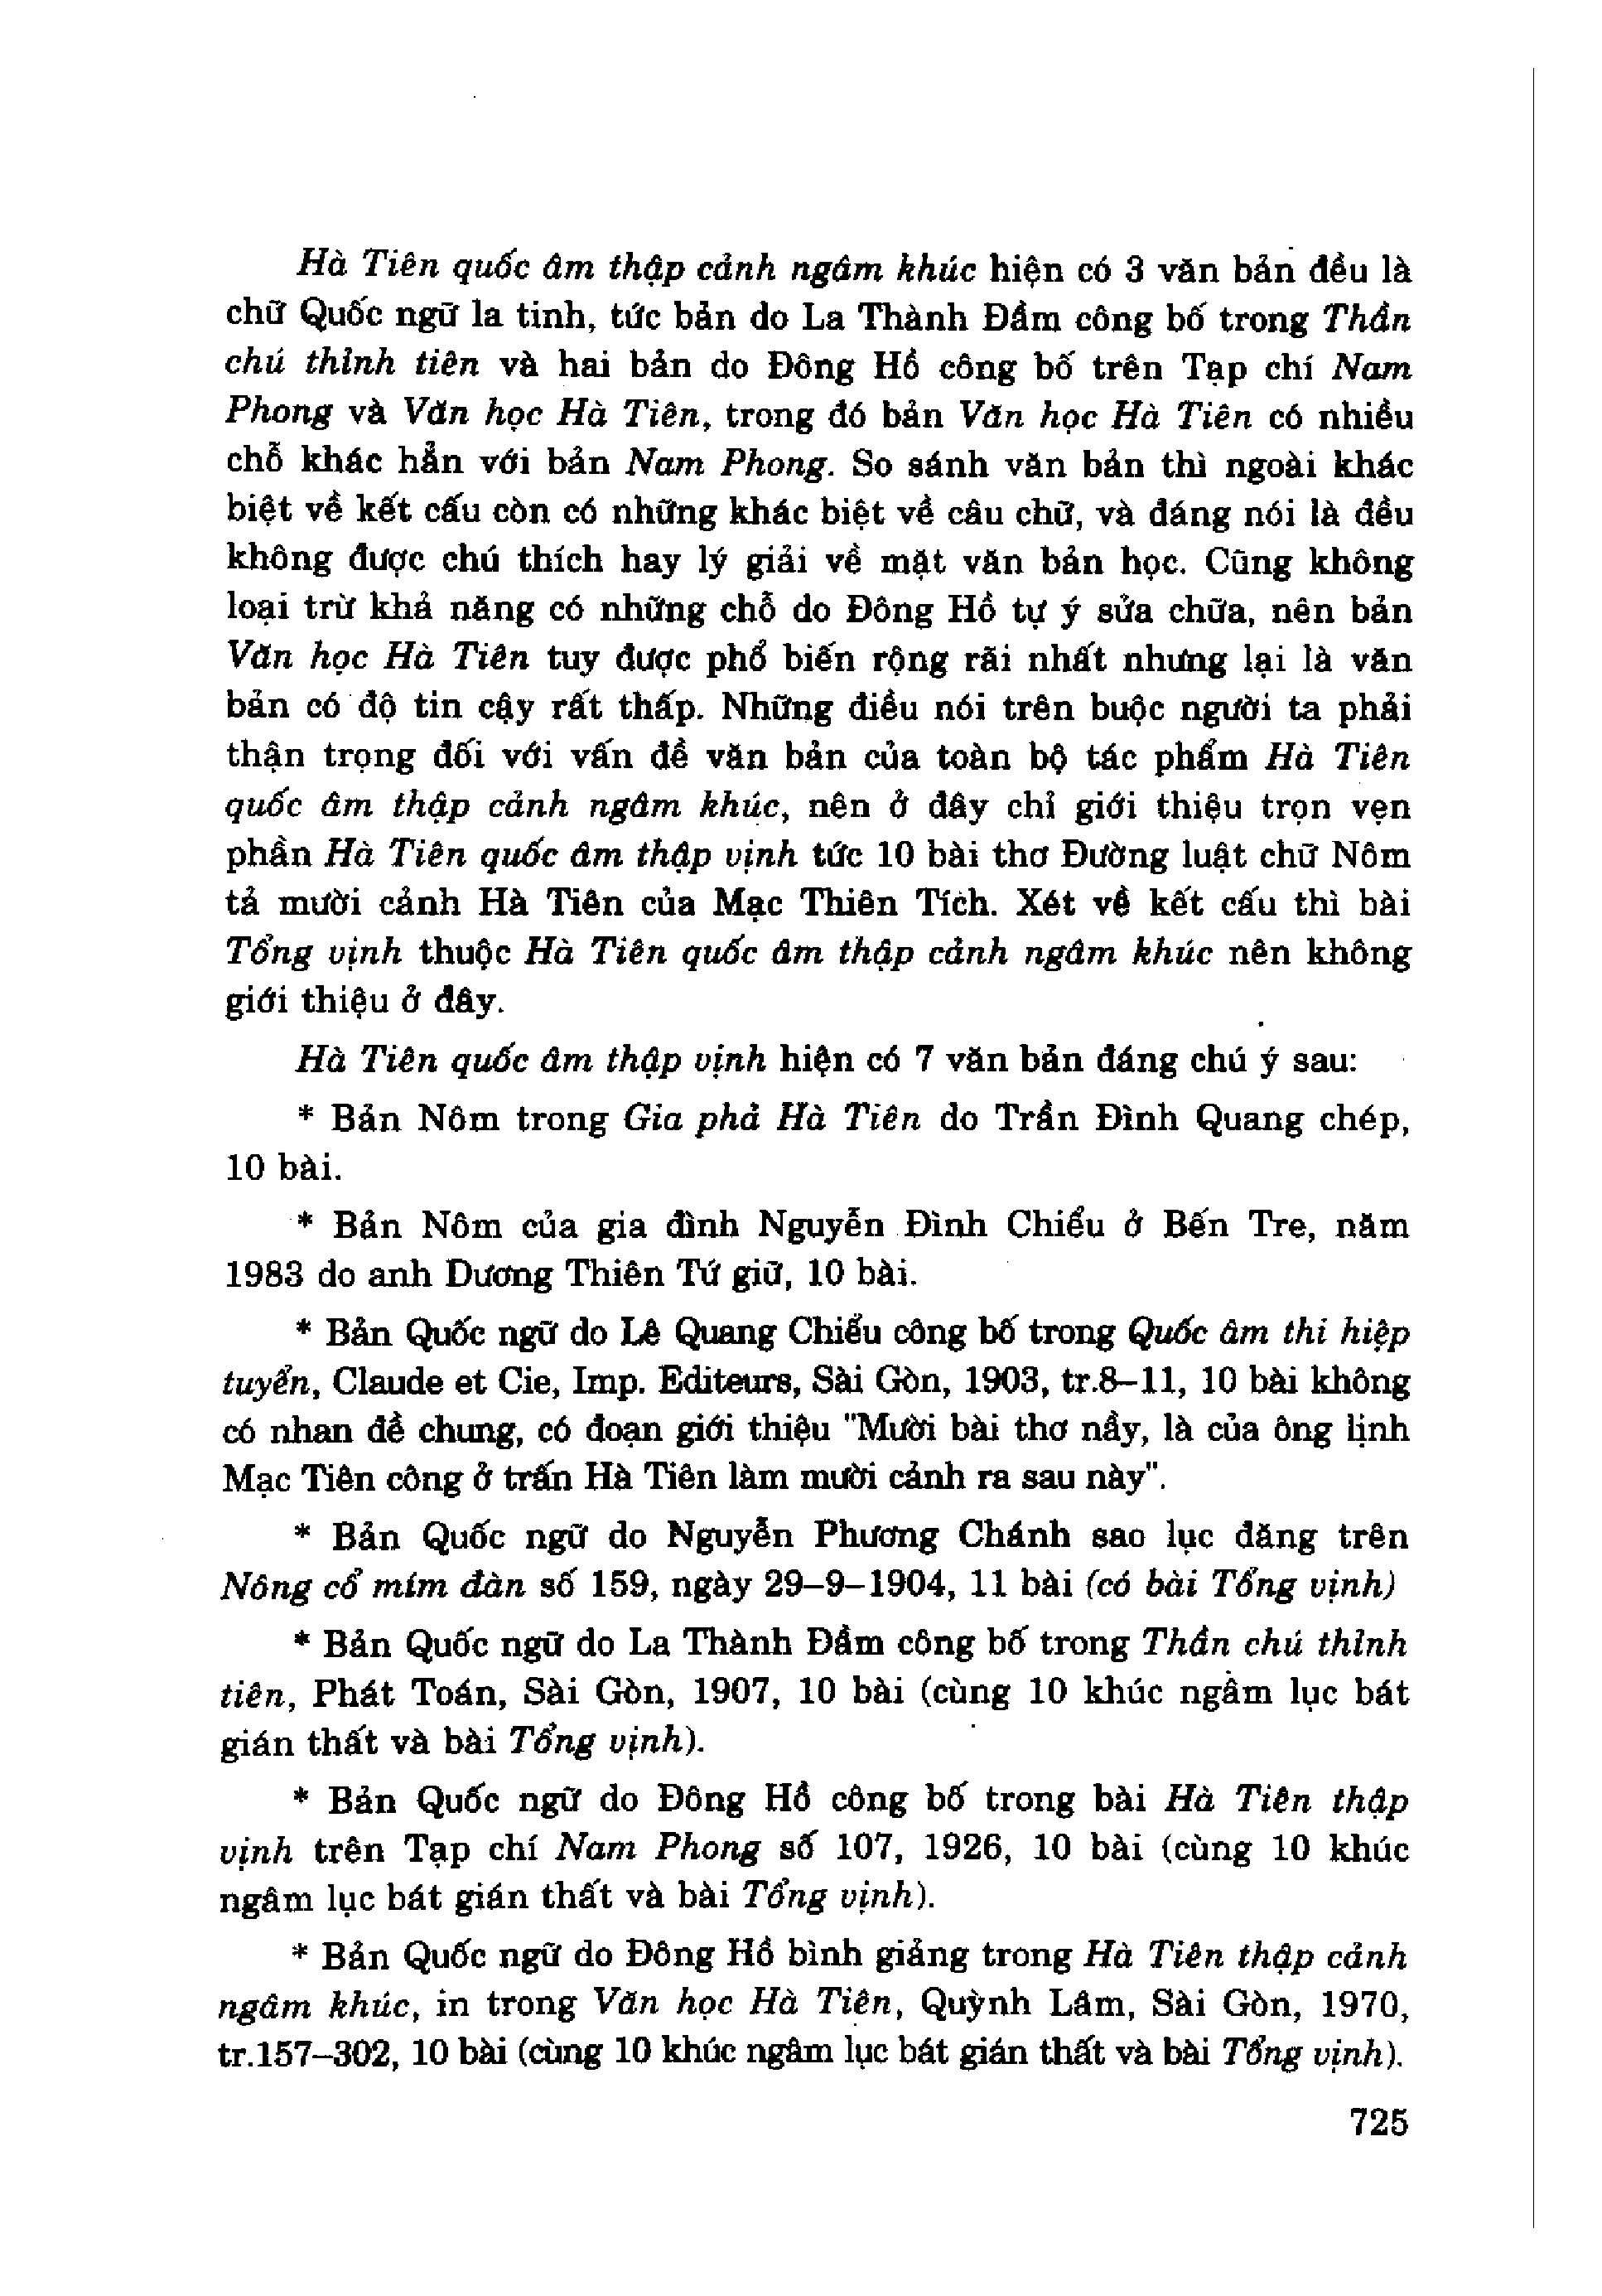 Hà Tiên quốc âm thập cảnh ngâm khúc hiện có 3 văn bản đều là
chữ Quốc ngữ la tinh, tức bản do La Thành Đầm công bố trong Thần
chú thỉnh tiên và hai bản do Đông Hồ công bố trên Tạp chí Nam
Phong và Văn học Hà Tiên, trong đó bản Văn học Hà Tiên có nhiều
chỗ khác hẳn với bản Nam Phong. So sánh văn bản thì ngoài khác
biệt về kết cấu còn có những khác biệt về câu chữ, và đáng nói là đều
không được chú thích hay lý giải về mặt văn bản học. Cũng không
loại trừ khả năng có những chỗ do Đông Hồ tự ý sửa chữa, nên bản
Văn học Hà Tiên tuy được phổ biến rộng rãi nhất nhưng lại là văn
bản có độ tin cậy rất thấp. Những điều nói trên buộc người ta phải
thận trọng đối với vấn đề văn bản của toàn bộ tác phẩm Hà Tiên
quốc âm thập cảnh ngâm khúc, nên ở đây chỉ giới thiệu trọn vẹn
phần Hà Tiên quốc âm thập vịnh tức 10 bài thơ Đường luật chữ Nôm
tả mười cảnh Hà Tiên của Mạc Thiên Tích. Xét về kết cấu thì bài
Tổng vịnh thuộc Hà Tiên quốc âm thập cảnh ngâm khúc nên không
giới thiệu ở đây.
Hà Tiên quốc âm thập vịnh hiện có 7 văn bản đáng chú ý sau:
* Bản Nôm trong Gia phả Hà Tiên do Trần Đình Quang chép,
10 bài.
* Bản Nôm của gia đình Nguyễn Đình Chiểu ở Bến Tre, năm
1983 do anh Dương Thiên Tứ giữ, 10 bài.
* Bản Quốc ngữ do Lê Quang Chiểu công bố trong Quốc âm thi hiệp
tuyển, Claude et Cie, Imp. Editeurs, Sài Gòn, 1903, tr.8–11, 10 bài không
có nhan đề chung, có đoạn giới thiệu "Mười bài thơ nầy, là của ông lịnh
Mạc Tiên công ở trấn Hà Tiên làm mười cảnh ra sau này".
* Bản Quốc ngữ do Nguyễn Phương Chánh sao lục đăng trên
Nông cổ mím đàn số 159, ngày 29–9–1904, 11 bài (có bài Tổng vịnh)
* Bản Quốc ngữ do La Thành Đầm công bố trong Thần chú thỉnh
tiên, Phát Toán, Sài Gòn, 1907, 10 bài (cùng 10 khúc ngâm lục bát
gián thất và bài Tổng vịnh).
* Bản Quốc ngữ do Đông Hồ công bố trong bài Hà Tiên thập
vịnh trên Tạp chí Nam Phong số 107, 1926, 10 bài (cùng 10 khúc
ngâm lục bát gián thất và bài Tổng vịnh).
* Bản Quốc ngữ do Đông Hồ bình giảng trong Hà Tiên thập cảnh
ngâm khúc, in trong Văn học Hà Tiên, Quỳnh Lâm, Sài Gòn, 1970,
tr.157–302, 10 bài (cùng 10 khúc ngâm lục bát gián thất và bài Tổng vịnh).
725